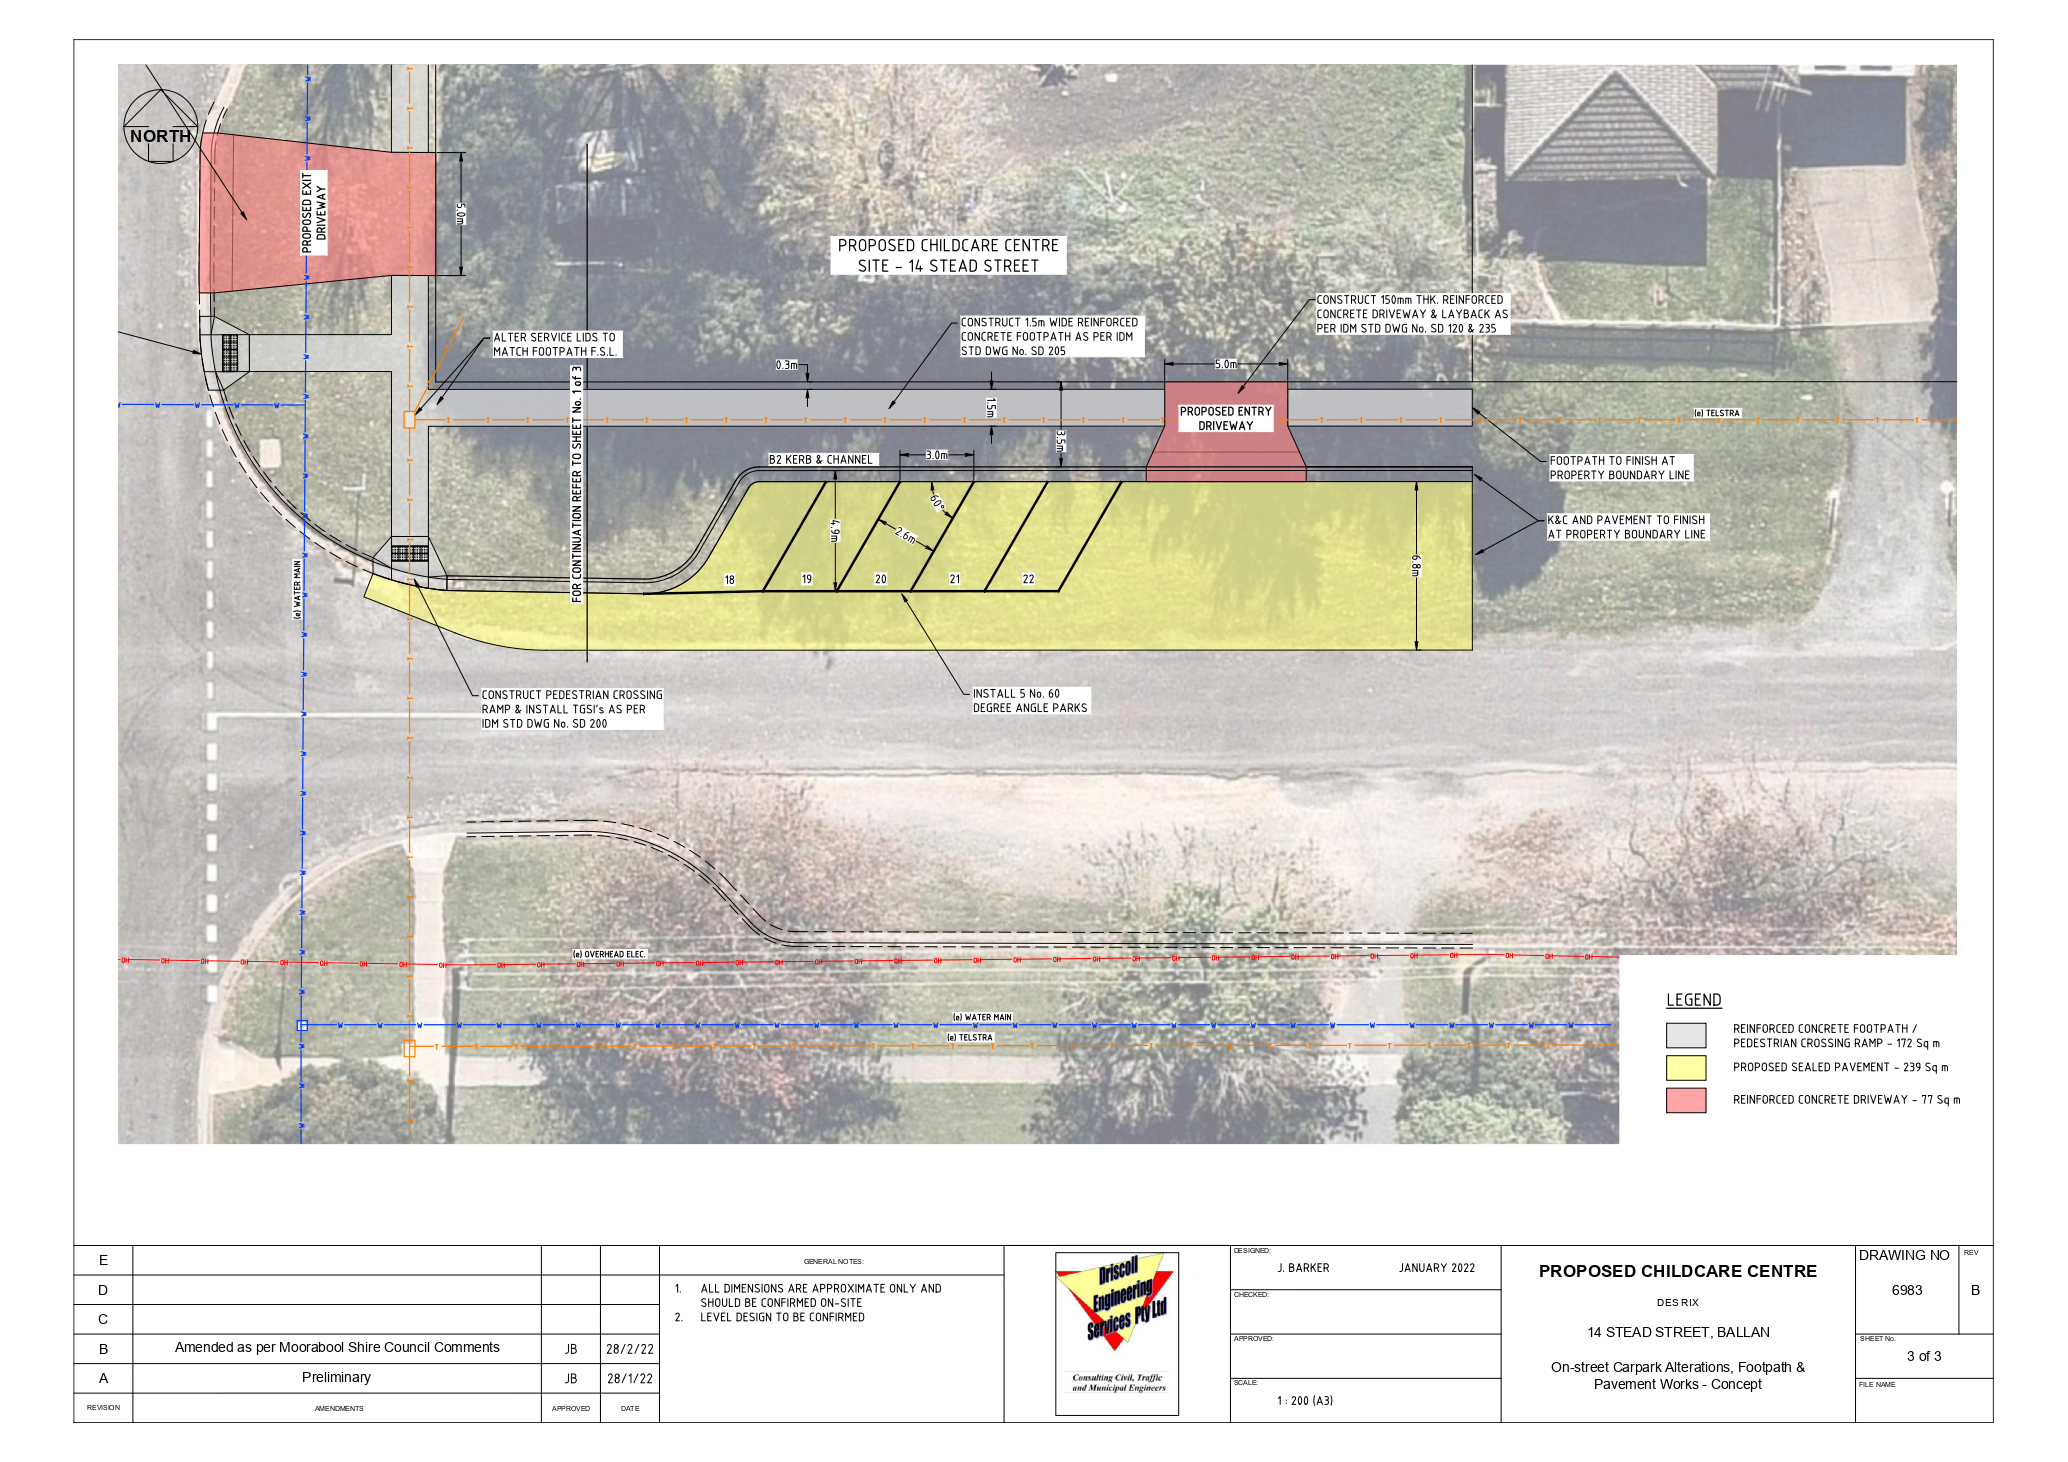 NORTH
PROPOSED EXIT
DRIVEWAY
5.0m
PROPOSED CHILDCARE CENTRE
SITE - 14 STEAD STREET
ALTER SERVICE LIDS TO
MATCH FOOTPATH F.S.L.
CONSTRUCT 1.5m WIDE REINFORCED
CONCRETE FOOTPATH AS PER IDM
STD DWG No. SD 205
CONSTRUCT 150mm THK. REINFORCED
CONCRETE DRIVEWAY & LAYBACK AS
PER IDM STD DWG No. SD 120 & 235
0.3m
5.0m
1.5m
3.5m
PROPOSED ENTRY
DRIVEWAY
(e) TELSTRA
FOR CONTINUATION REFER TO SHEET No. 1 of 3
B2 KERB & CHANNEL
3.0m
60°
2.6m
4.9m
6.8m
FOOTPATH TO FINISH AT
PROPERTY BOUNDARY LINE
K&C AND PAVEMENT TO FINISH
AT PROPERTY BOUNDARY LINE
18
19
20
21
22
(e) WATER MAIN
CONSTRUCT PEDESTRIAN CROSSING
RAMP & INSTALL TGSI's AS PER
IDM STD DWG No. SD 200
INSTALL 5 No. 60
DEGREE ANGLE PARKS
(e) OVERHEAD ELEC.
(e) WATER MAIN
(e) TELSTRA
LEGEND
REINFORCED CONCRETE FOOTPATH /
PEDESTRIAN CROSSING RAMP - 172 Sq m
PROPOSED SEALED PAVEMENT - 239 Sq m
REINFORCED CONCRETE DRIVEWAY - 77 Sq m
E
D
C
B Amended as per Moorabool Shire Council Comments JB 28/2/22
A Preliminary JB 28/1/22
REVISION AMENDMENTS APPROVED DATE
GENERAL NOTES:
1. ALL DIMENSIONS ARE APPROXIMATE ONLY AND
SHOULD BE CONFIRMED ON-SITE
2. LEVEL DESIGN TO BE CONFIRMED
Driscoll
Engineering
Services Pty Ltd
Consulting Civil, Traffic
and Municipal Engineers
DESIGNED:
J. BARKER JANUARY 2022
CHECKED:
APPROVED:
SCALE:
1 : 200 (A3)
PROPOSED CHILDCARE CENTRE
DES RIX
14 STEAD STREET, BALLAN
On-street Carpark Alterations, Footpath &
Pavement Works - Concept
DRAWING NO
6983
REV
B
SHEET No.
3 of 3
FILE NAME